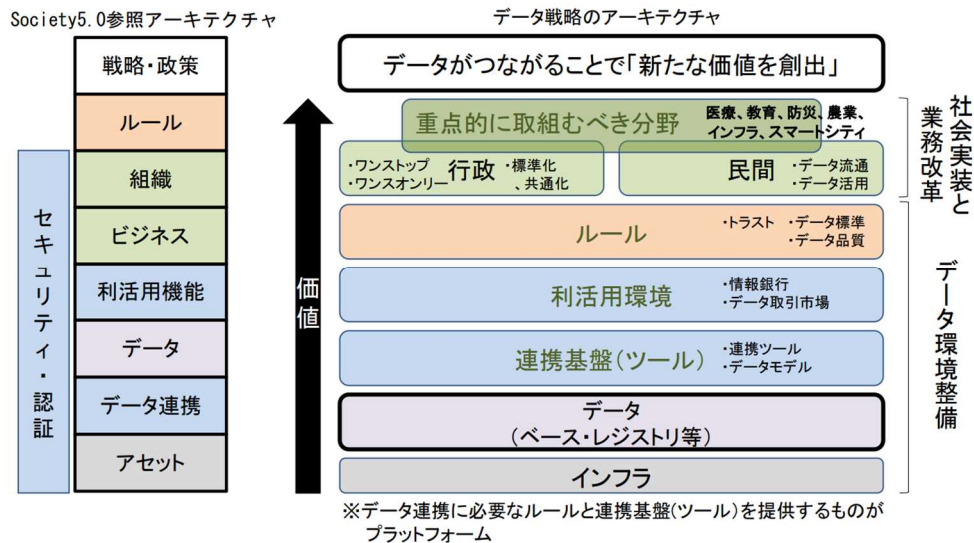 Society5.0参照アーキテクチャ
戦略・政策
ルール
組織
ビジネス
利活用機能
データ
データ連携
アセット
セキュリティ・認証
データ戦略のアーキテクチャ
データがつながることで「新たな価値を創出」
価値
重点的に取組むべき分野
医療、教育、防災、農業、
インフラ、スマートシティ
・ワンストップ
・ワンスオンリー
行政
・標準化
、共通化
民間
・データ流通
・データ活用
ルール
・トラスト ・データ標準
・データ品質
利活用環境
・情報銀行
・データ取引市場
連携基盤(ツール)
・連携ツール
・データモデル
データ
(ベース・レジストリ等)
インフラ
社会実装と
業務改革
データ環境整備
※データ連携に必要なルールと連携基盤(ツール)を提供するものが
プラットフォーム